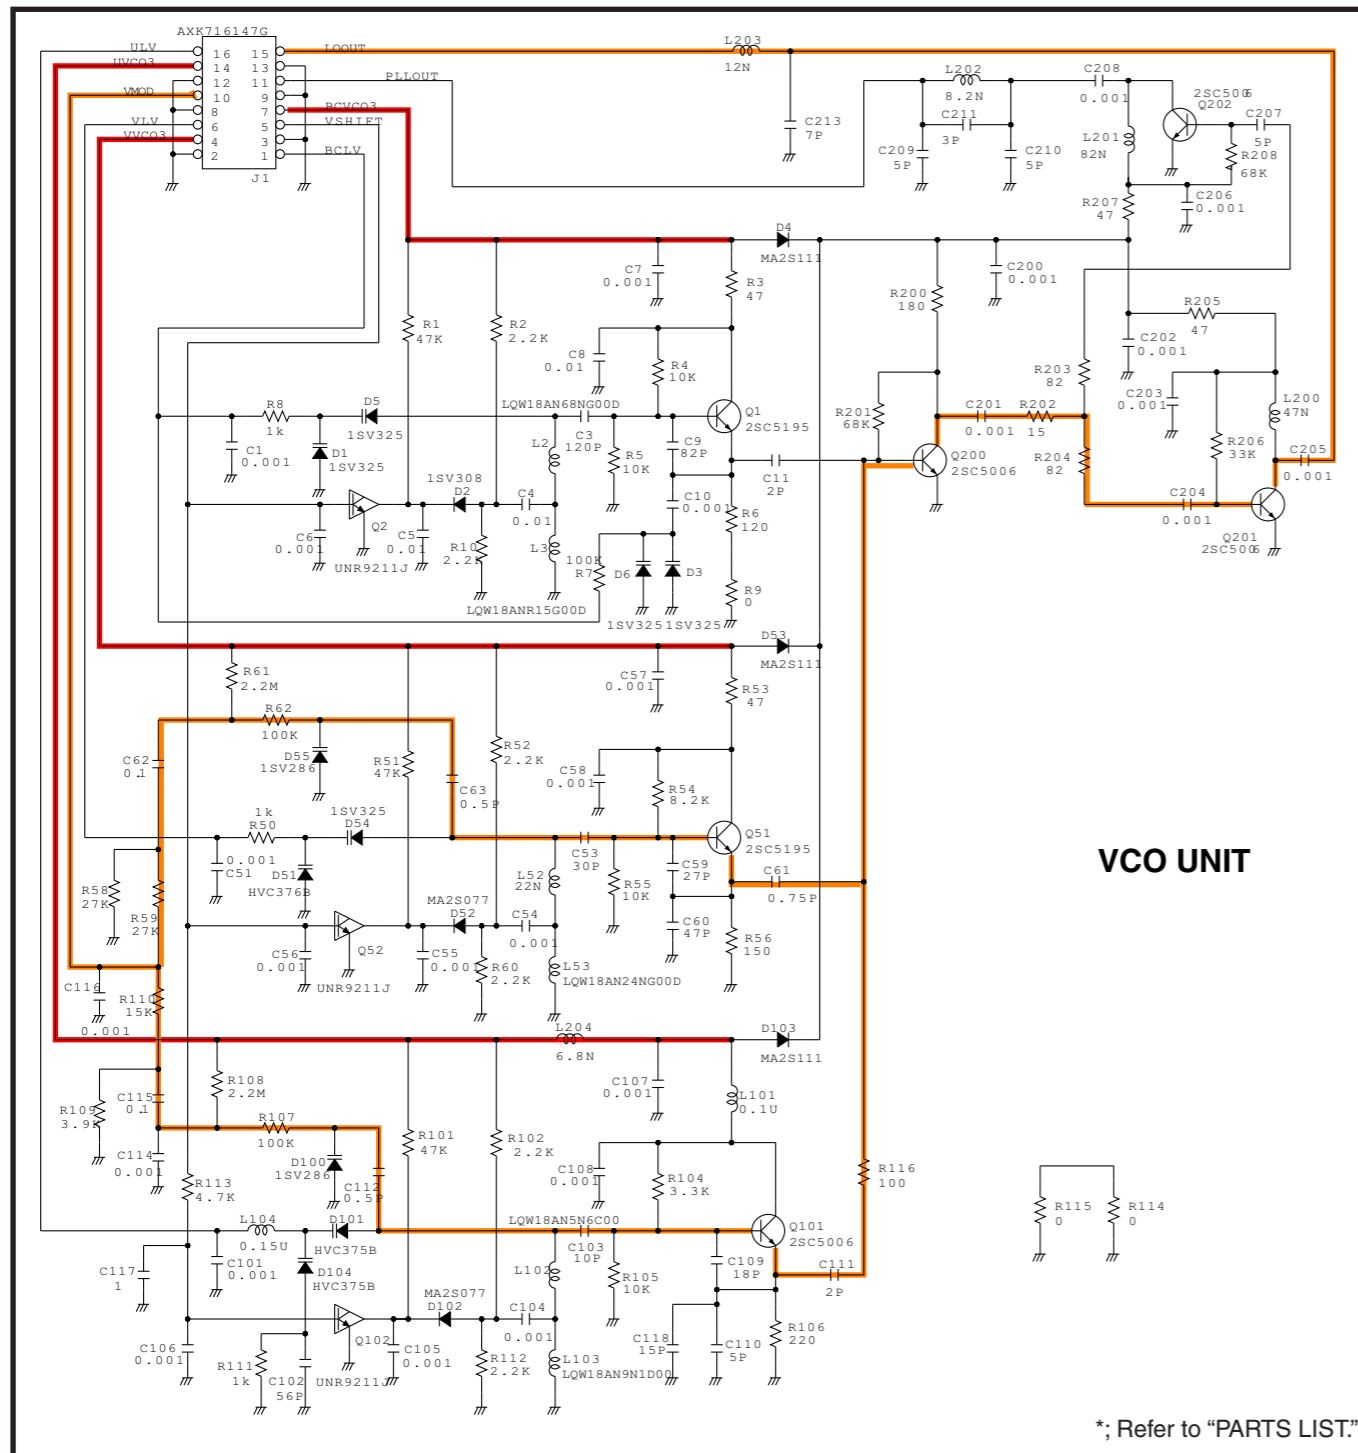 AXK716147G
ULV 16 15 LOOUT
UVCO3 14 13
12 11 PLLOUT
VMOD 10 9
8 7 BCVCO3
VLV 6 5 VSHIFT
VVCO3 4 3
2 1 BCLV
J1
L203
12N
C213
7P
L202
8.2N
C211
3P
C209
5P
C210
5P
C208
0.001
2SC5006
Q202
C207
5P
L201
82N
R208
68K
R207
47
C206
0.001
D4
MA2S111
C7
0.001
R3
47
C200
0.001
R200
180
R205
47
R1
47K
R2
2.2K
C8
0.01
R4
10K
C202
0.001
R203
82
C203
0.001
L200
47N
R8
1k
D5
1SV325
LQW18AN68NG00D
L2
C3
120P
Q1
2SC5195
C1
0.001
D1
1SV325
R5
10K
C9
82P
R201
68K
C201
0.001
R202
15
R204
82
R206
33K
C205
0.001
Q200
2SC5006
C11
2P
1SV308
D2
C4
0.01
C10
0.001
R6
120
C204
0.001
Q201
2SC5006
Q2
UNR9211J
C6
0.001
C5
0.01
R10
2.2K
L3
100K
R7
LQW18ANR15G00D
D6
D3
1SV325
1SV325
R9
0
D53
MA2S111
R61
2.2M
C57
0.001
R53
47
R62
100K
C62
0.1
D55
1SV286
R51
47K
R52
2.2K
C63
0.5P
C58
0.001
R54
8.2K
1k
R50
1SV325
D54
Q51
2SC5195
0.001
C51
D51
HVC376B
C53
30P
L52
22N
R55
10K
C59
27P
C61
0.75P
VCO UNIT
R58
27K
R59
27K
MA2S077
D52
C54
0.001
C60
47P
R56
150
C56
0.001
Q52
UNR9211J
C55
0.001
R60
2.2K
L53
LQW18AN24NG00D
C116
0.001
R110
15K
L204
6.8N
D103
MA2S111
R108
2.2M
C107
0.001
L101
0.1U
C115
0.1
R109
3.9K
R107
100K
R101
47K
R102
2.2K
C114
0.001
D100
1SV286
C112
0.5P
C108
0.001
R104
3.3K
R116
100
R113
4.7K
R115
0
R114
0
L104
0.15U
D101
HVC375B
LQW18AN5N6C00
C103
10P
Q101
2SC5006
C117
1
C101
0.001
D104
HVC375B
L102
R105
10K
C109
18P
C111
2P
MA2S077
D102
C104
0.001
C106
0.001
R111
1k
C102
56P
Q102
UNR9211J
C105
0.001
R112
2.2K
L103
LQW18AN9N1D00
C118
15P
C110
5P
R106
220
*; Refer to “PARTS LIST.”